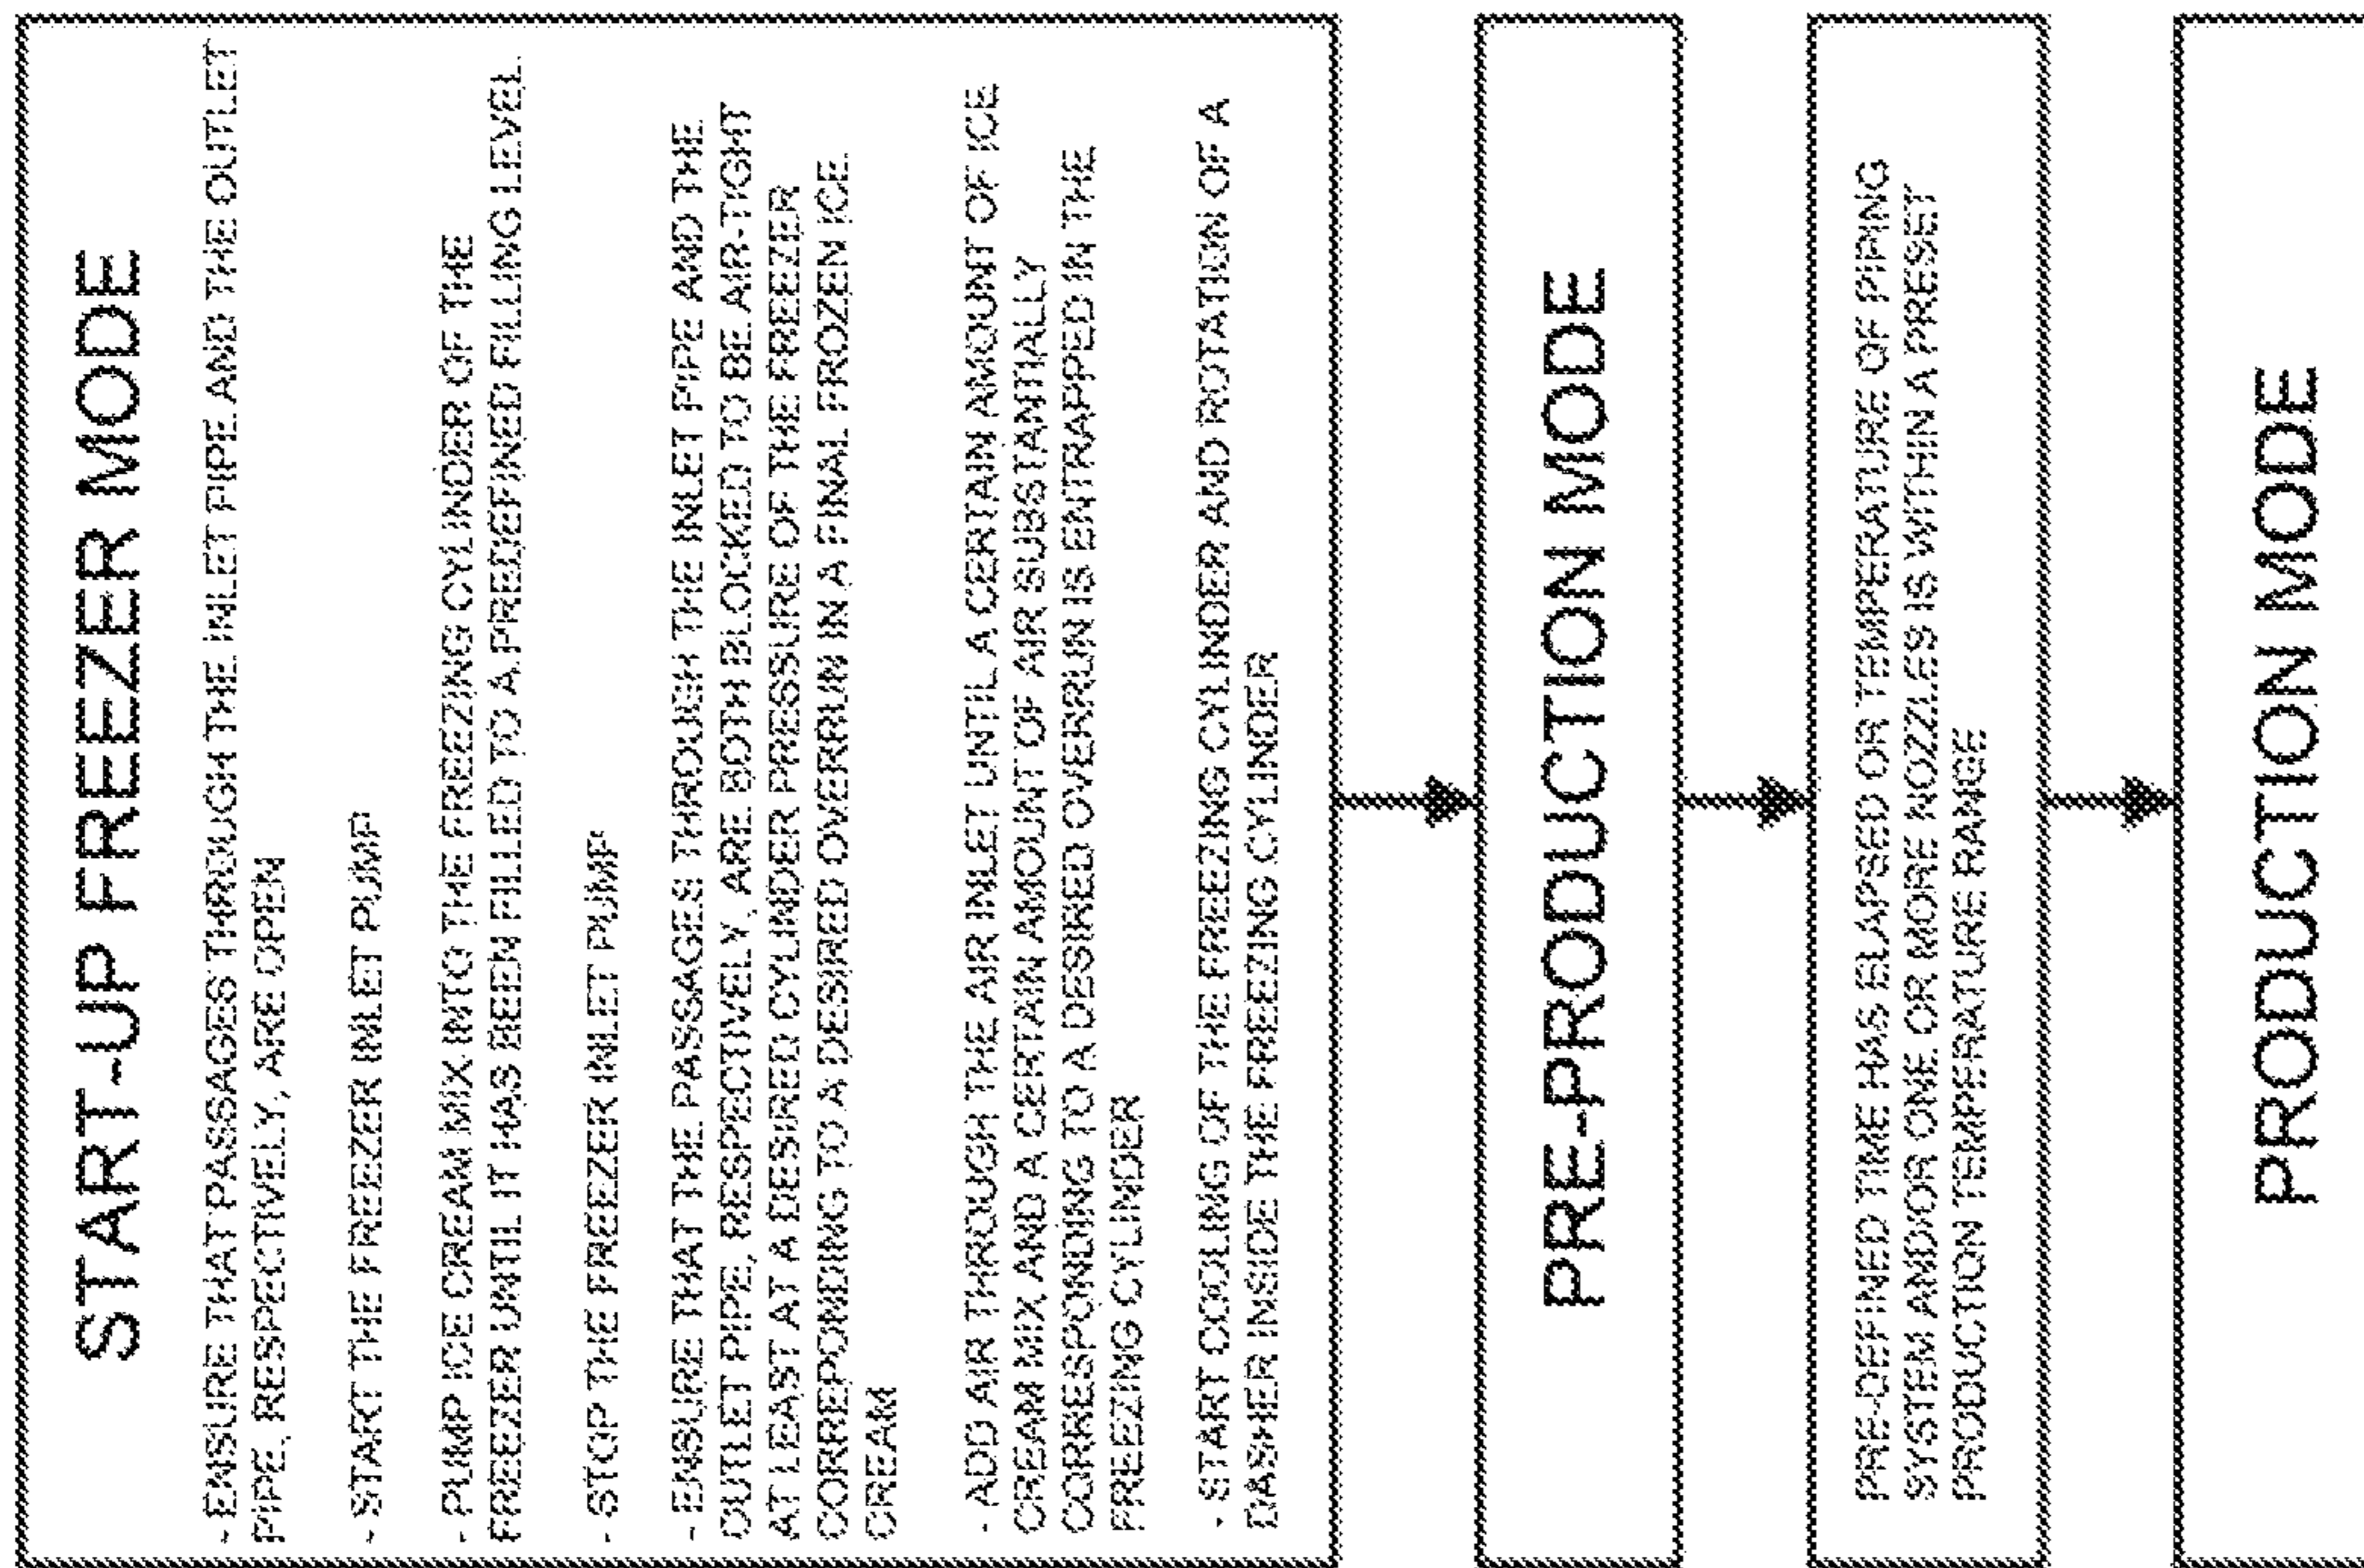 START-UP FREEZER MODE
- ENSURE THAT PASSAGES THROUGH THE INLET PIPE AND THE OUTLET
PIPE, RESPECTIVELY, ARE OPEN
- START THE FREEZER INLET PUMP
- PUMP ICE CREAM MIX INTO THE FREEZING CYLINDER OF THE
FREEZER UNTIL IT HAS BEEN FILLED TO A PREDEFINED FILLING LEVEL
- STOP THE FREEZER INLET PUMP
- ENSURE THAT THE PASSAGES THROUGH THE INLET PIPE AND THE
OUTLET PIPE, RESPECTIVELY, ARE BOTH BLOCKED TO BE AIR-TIGHT
AT LEAST AT A DESIRED CYLINDER PRESSURE OF THE FREEZER
CORREPONDING TO A DESIRED OVERRUN IN A FINAL FROZEN ICE
CREAM
- ADD AIR THROUGH THE AIR INLET UNTIL A CERTAIN AMOUNT OF ICE
CREAM MIX AND A CERTAIN AMOUNT OF AIR SUBSTANTIALLY
CORRESPONDING TO A DESIRED OVERRUN IS ENTRAPPED IN THE
FREEZING CYLINDER
- START COOLING OF THE FREEZING CYLINDER AND ROTATION OF A
DASHER INSIDE THE FREEZING CYLINDER
PRE-PRODUCTION MODE
PRE-DEFINED TIME HAS ELAPSED OR TEMPERATURE OF PIPING
SYSTEM AND/OR ONE OR MORE NOZZLES IS WITHIN A PRESET
PRODUCTION TEMPERATURE RANGE
PRODUCTION MODE